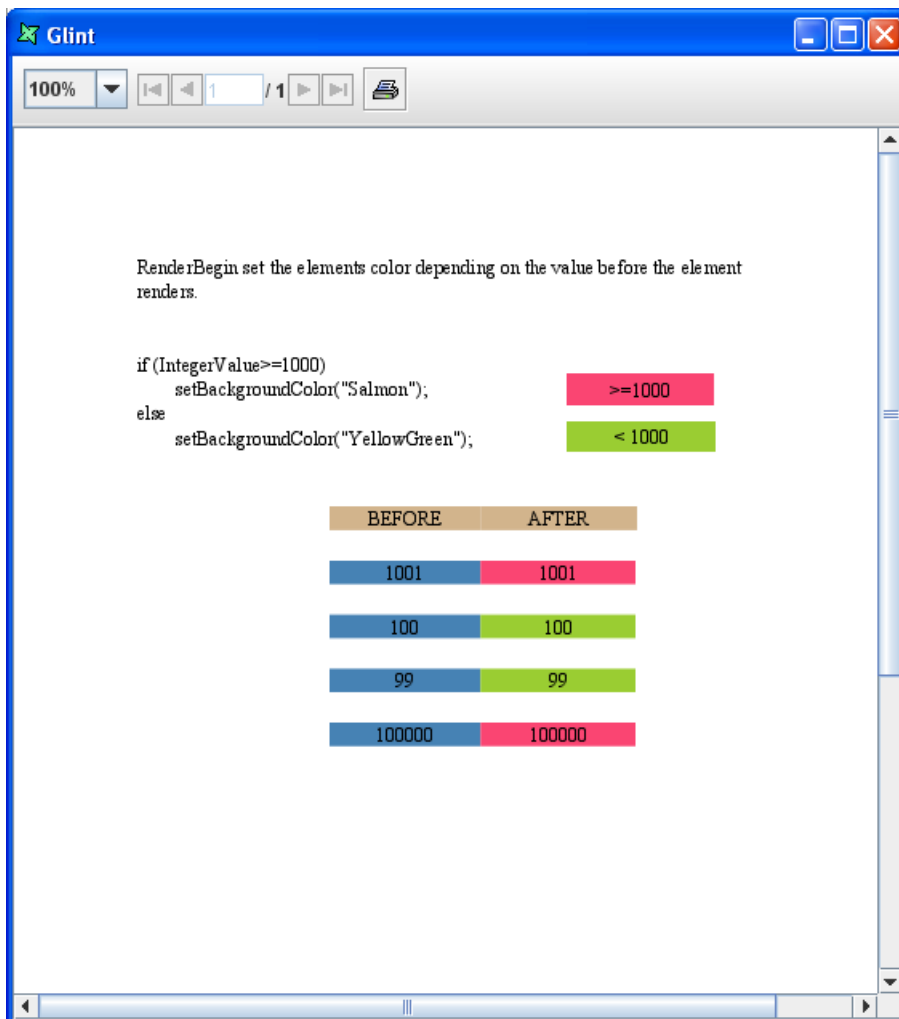 Glint
100% 1 / 1
RenderBegin set the elements color depending on the value before the element
renders.
if (IntegerValue>=1000)
setBackgroundColor("Salmon");
>=1000
else
setBackgroundColor("YellowGreen");
< 1000
BEFORE AFTER
1001 1001
100 100
99 99
100000 100000